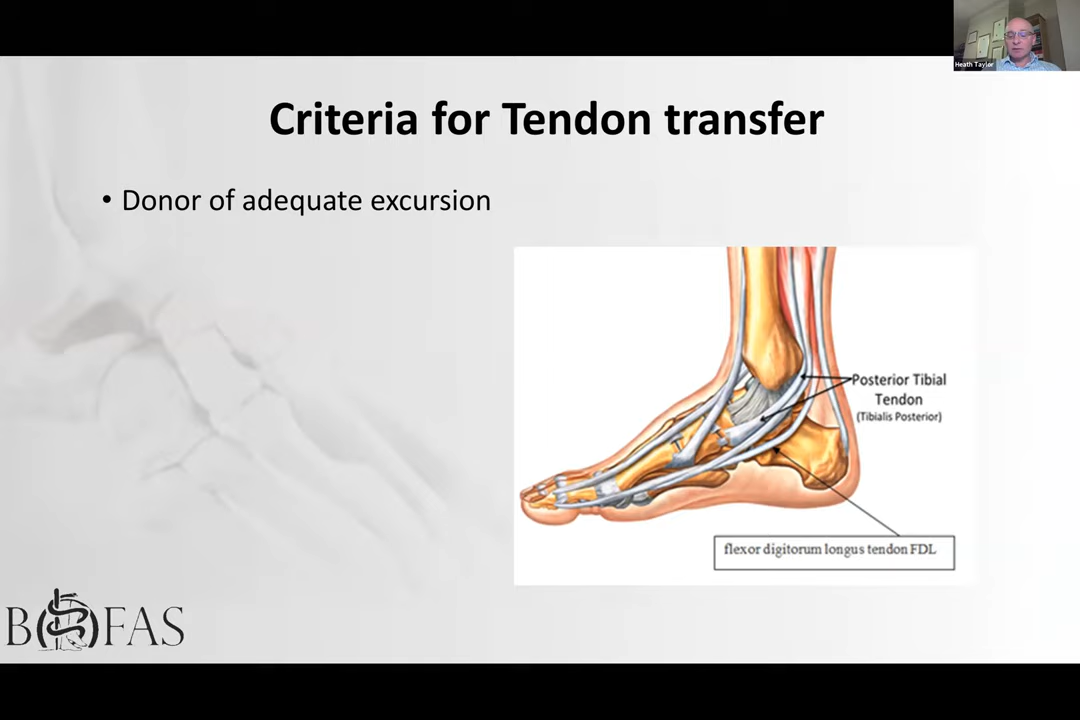 Heath Taylor
Criteria for Tendon transfer
• Donor of adequate excursion
Posterior Tibial
Tendon
(Tibialis Posterior)
flexor digitorum longus tendon FDL
BOFAS